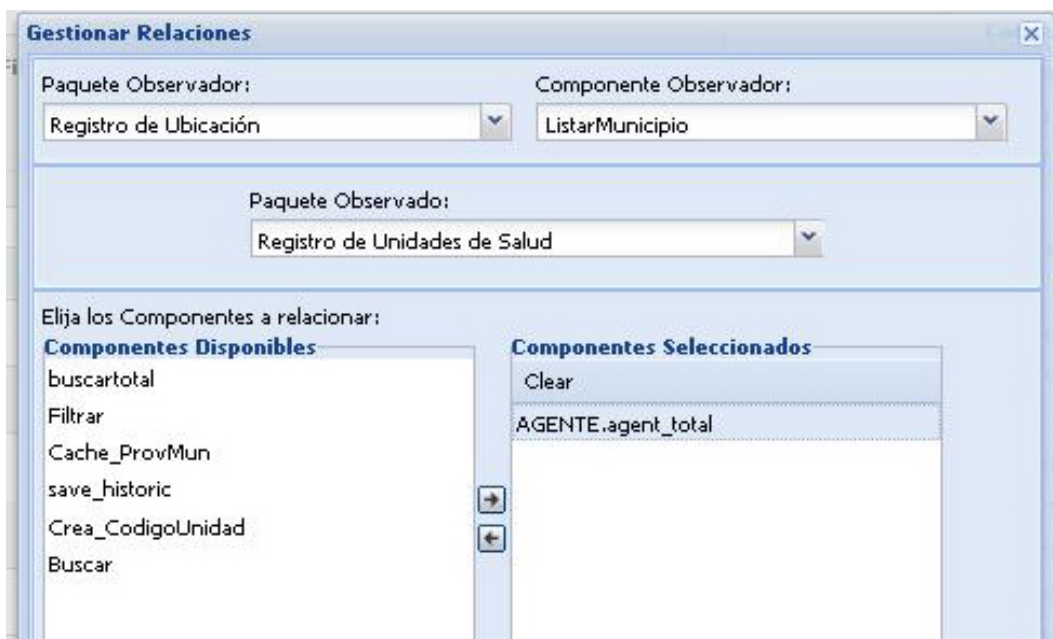 Gestionar Relaciones
Paquete Observador:
Componente Observador:
Registro de Ubicación
ListarMunicipio
Paquete Observado:
Registro de Unidades de Salud
Elija los Componentes a relacionar:
Componentes Disponibles
Componentes Seleccionados
buscartotal
Filtrar
Cache_ProvMun
save_historic
Crea_CodigoUnidad
Buscar
Clear
AGENTE.agent_total